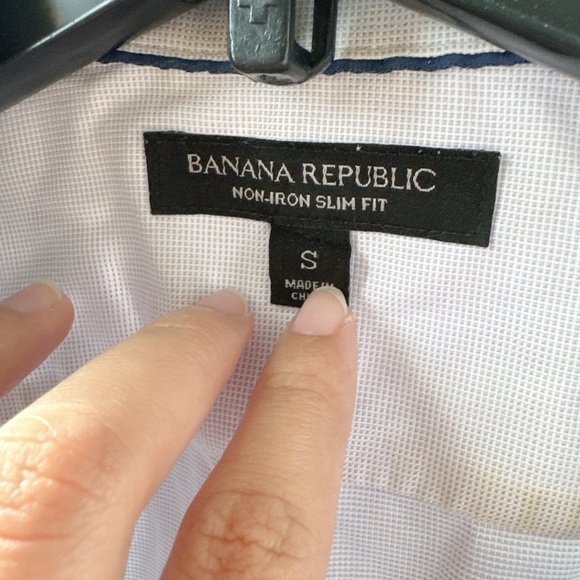 BANANA REPUBLIC
NON-IRON SLIM FIT
S
MADE IN